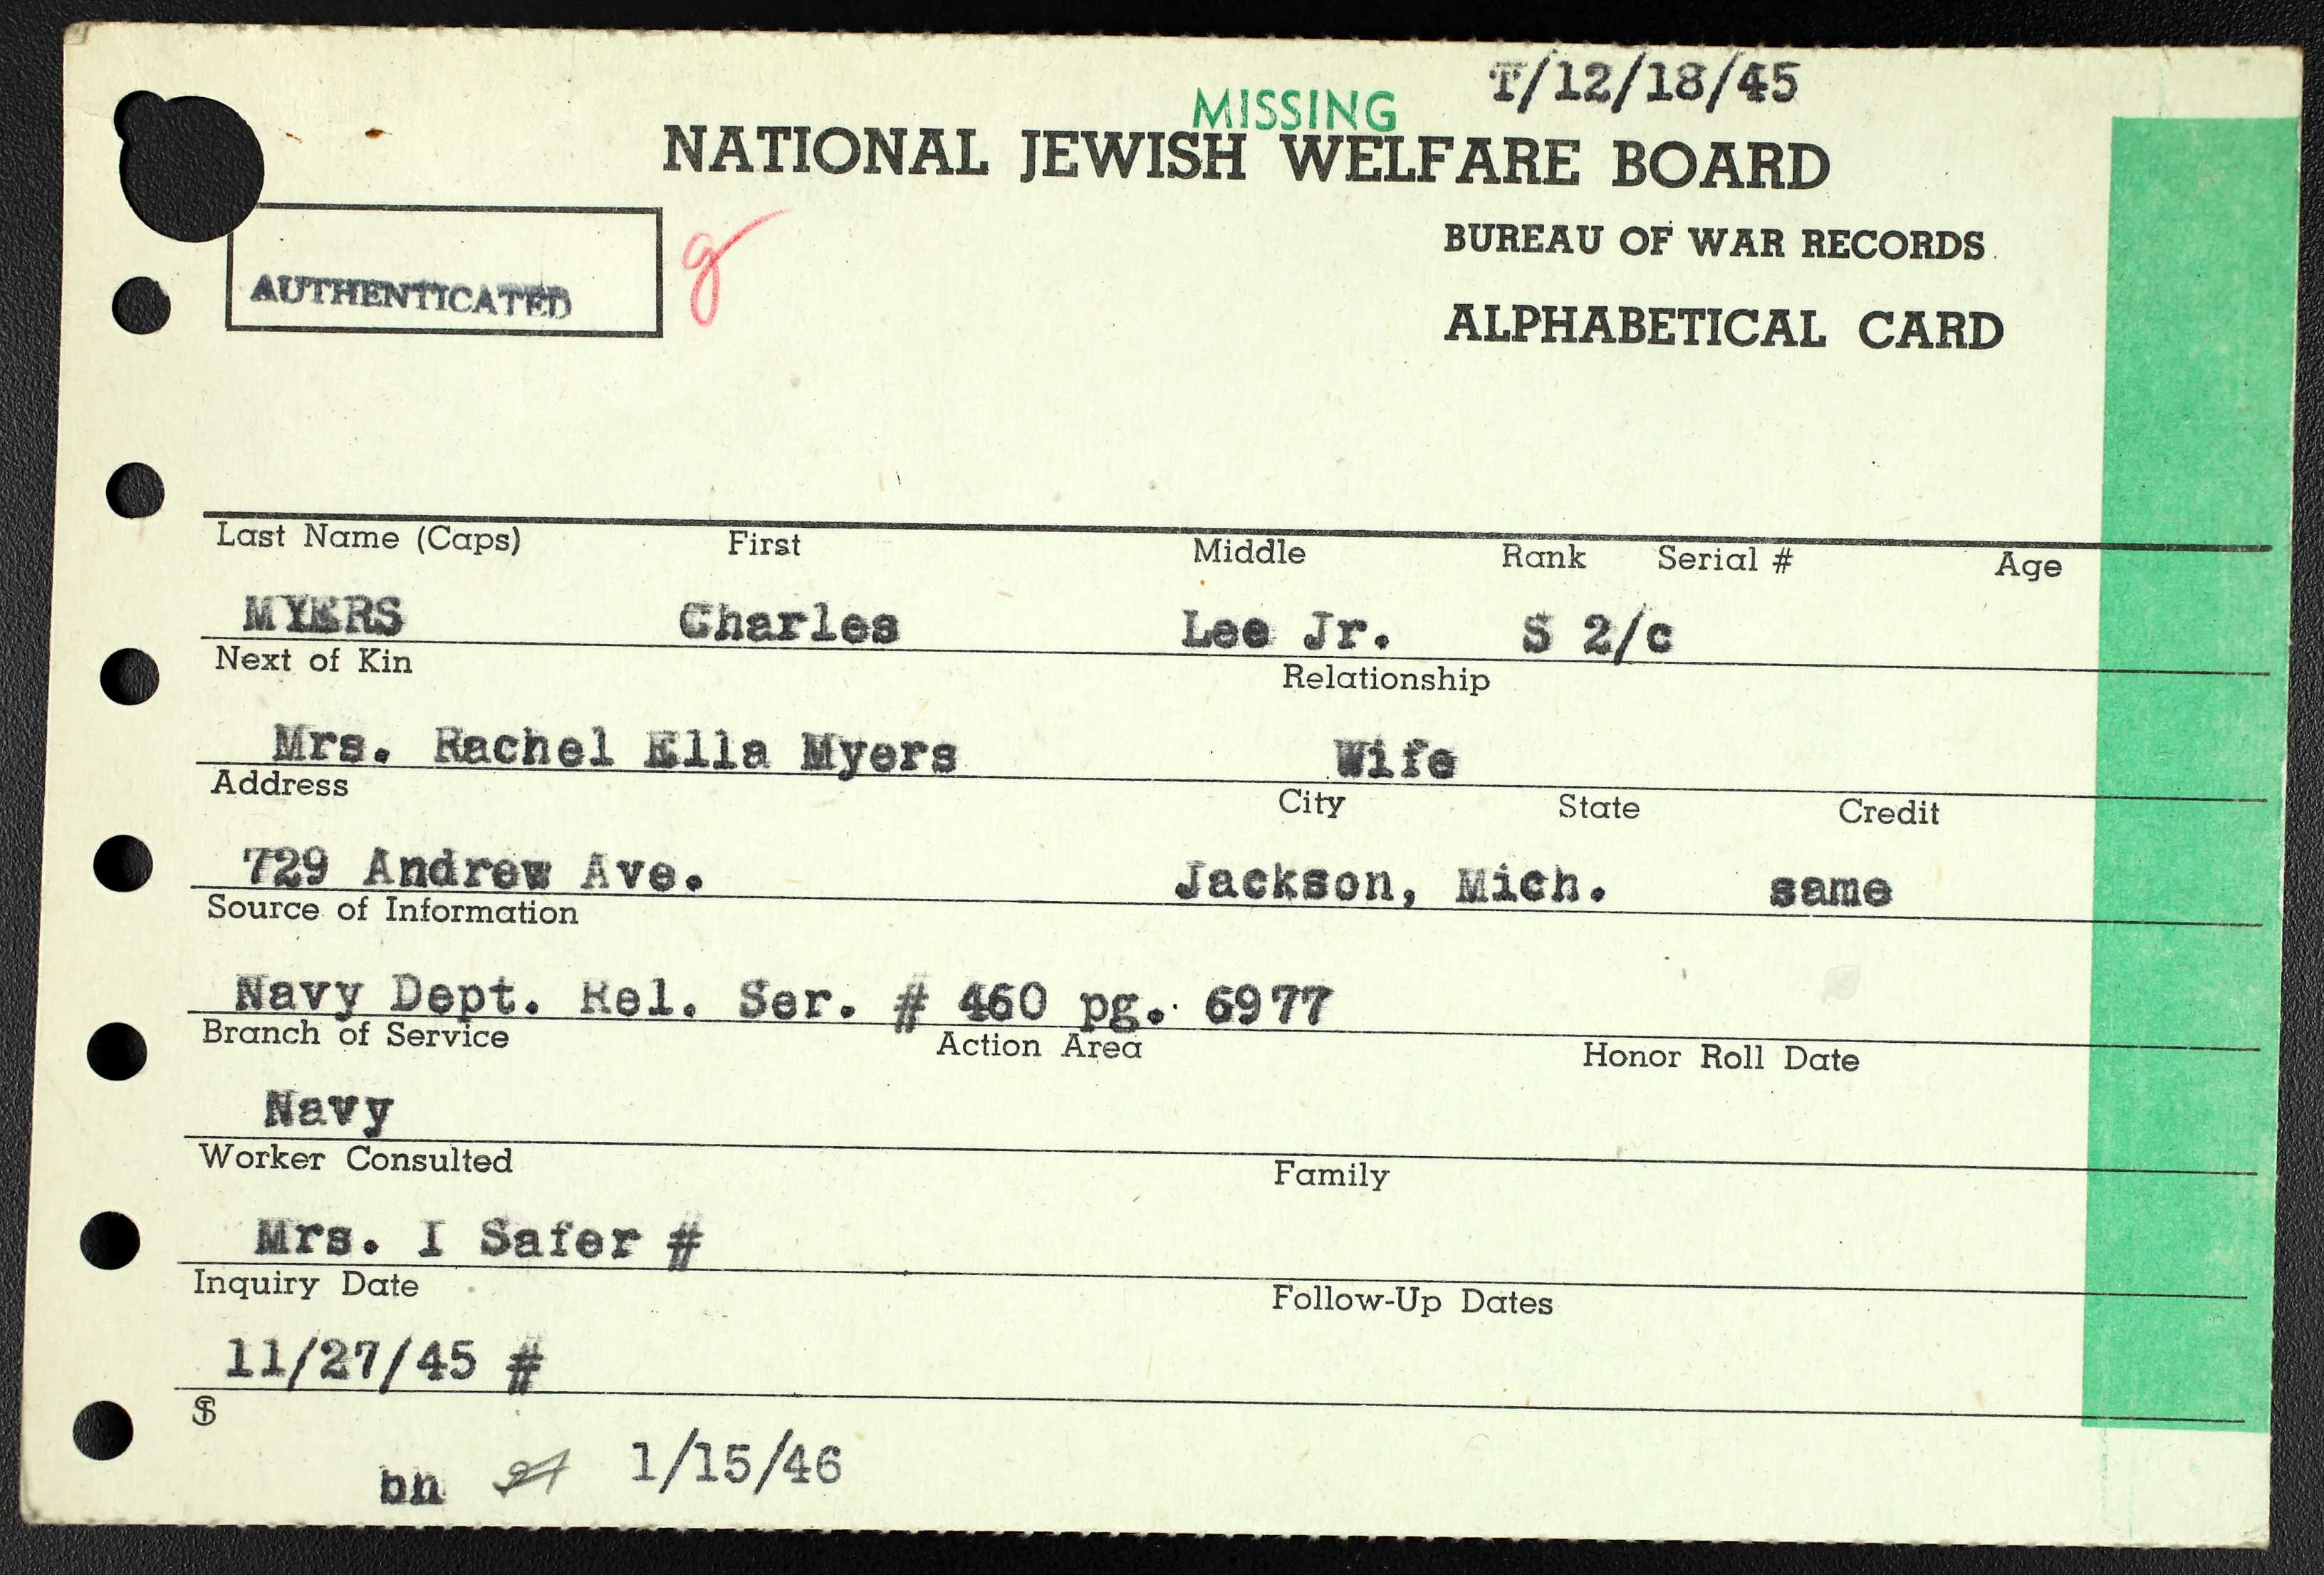 T/12/18/45
MISSING
NATIONAL JEWISH WELFARE BOARD
BUREAU OF WAR RECORDS
AUTHENTICATED
g
ALPHABETICAL CARD
Last Name (Caps) First Middle Rank Serial # Age
MYERS Charles Lee Jr. S 2/c
Next of Kin Relationship
Mrs. Rachel Ella Myers Wife
Address City State Credit
729 Andrew Ave. Jackson, Mich. same
Source of Information
Navy Dept. Rel. Ser. # 460 pg. 6977
Branch of Service Action Area Honor Roll Date
Navy
Worker Consulted Family
Mrs. I Safer #
Inquiry Date Follow-Up Dates
11/27/45 #
$
bn 1/15/46